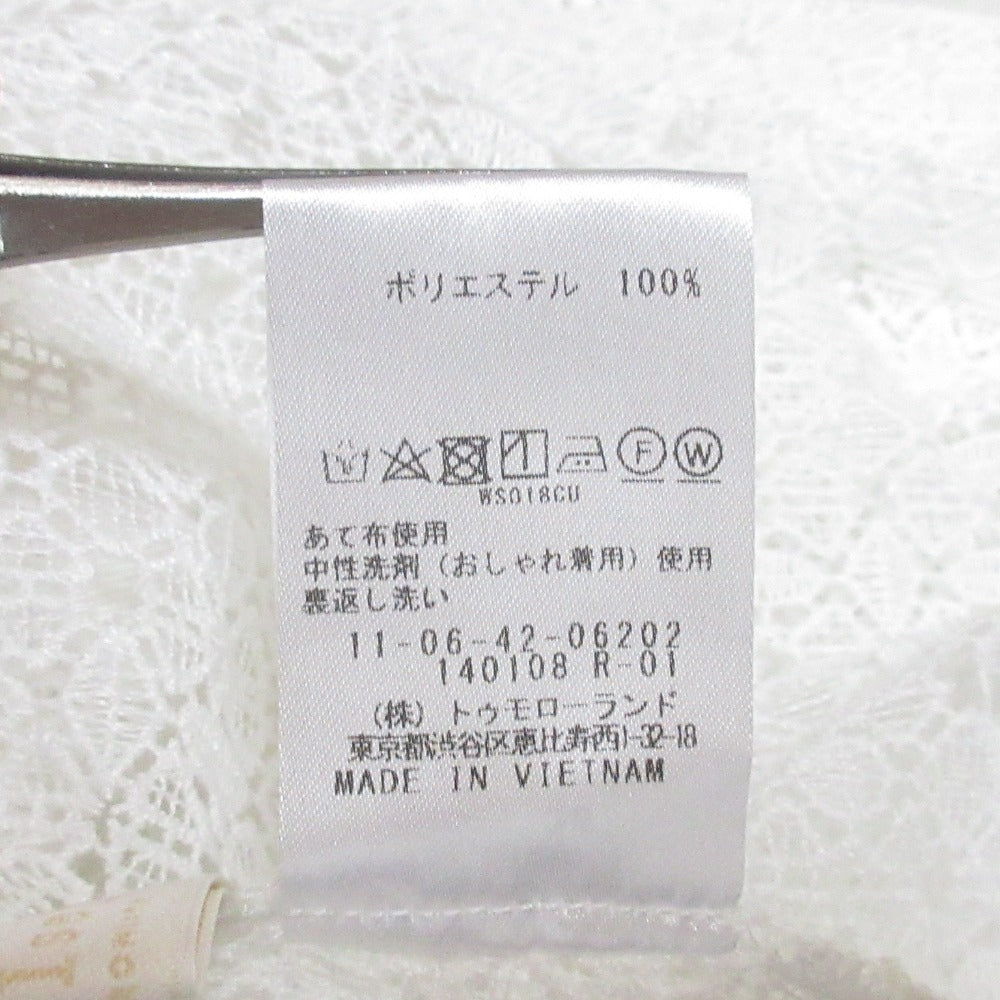 ポリエステル 100%
F W
WS018CU
あて布使用
中性洗剤(おしゃれ着用)使用
裏返し洗い
11-06-42-06202
140108 R-01
(株)トゥモローランド
東京都渋谷区恵比寿西1-32-18
MADE IN VIETNAM